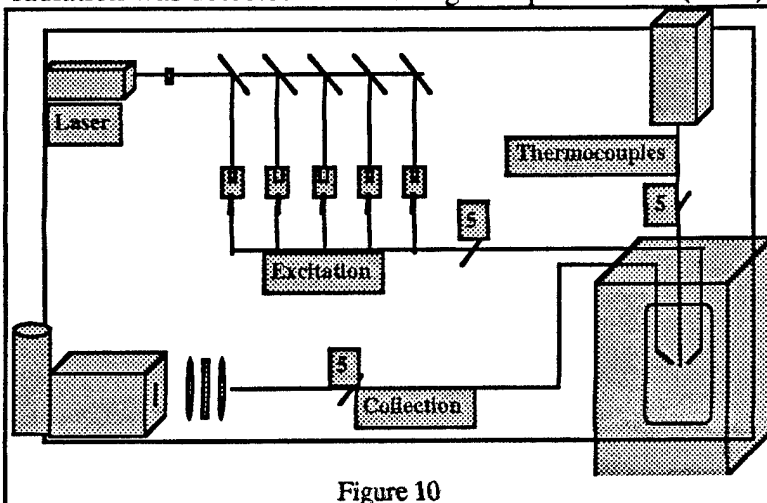 Laser
Thermocouples
5
5
Excitation
5
Collection
Figure 10